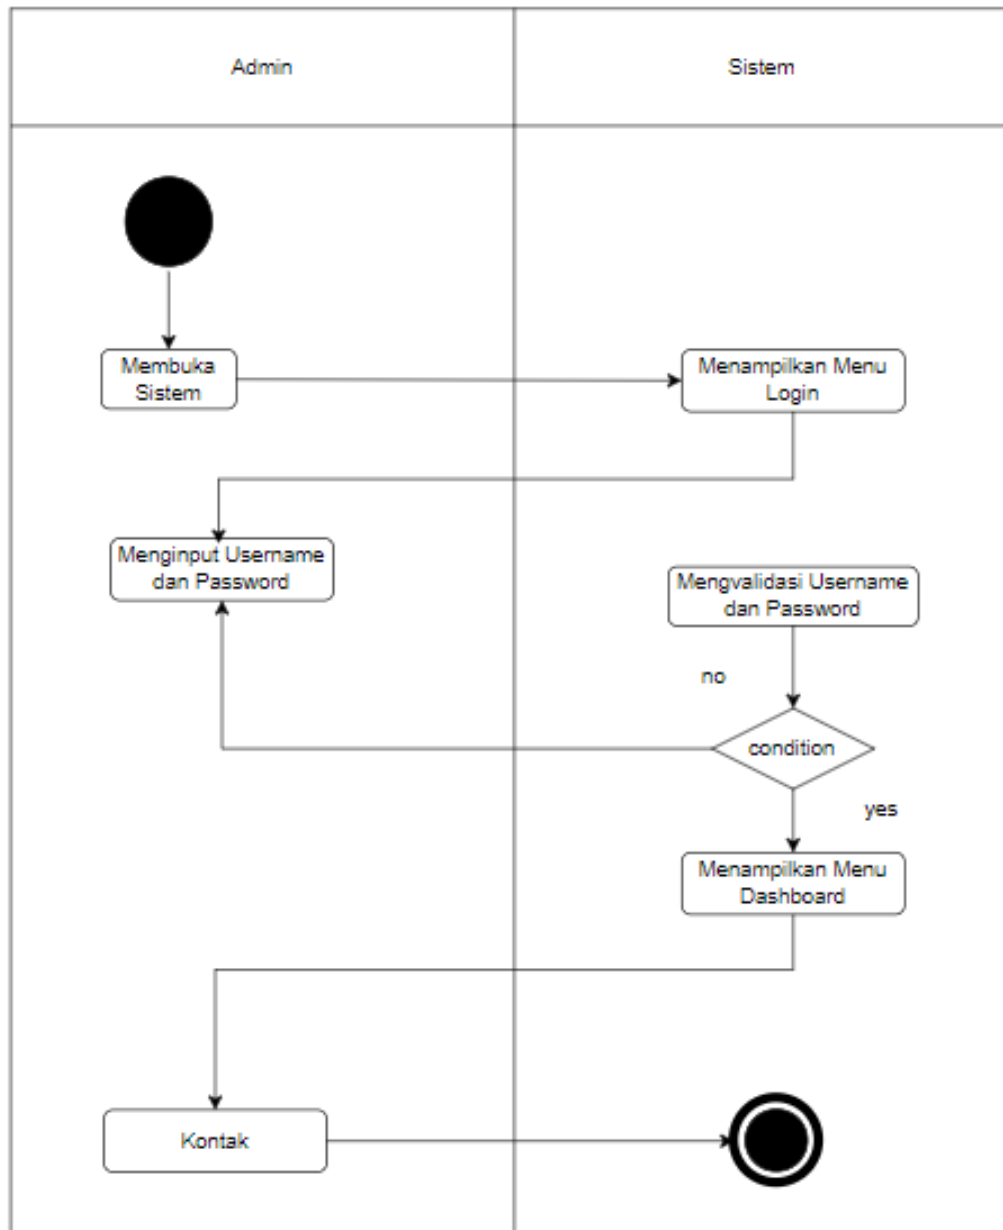 Admin
Sistem
Membuka
Sistem
Menampilkan Menu
Login
Menginput Username
dan Password
Mengvalidasi Username
dan Password
no
condition
yes
Menampilkan Menu
Dashboard
Kontak